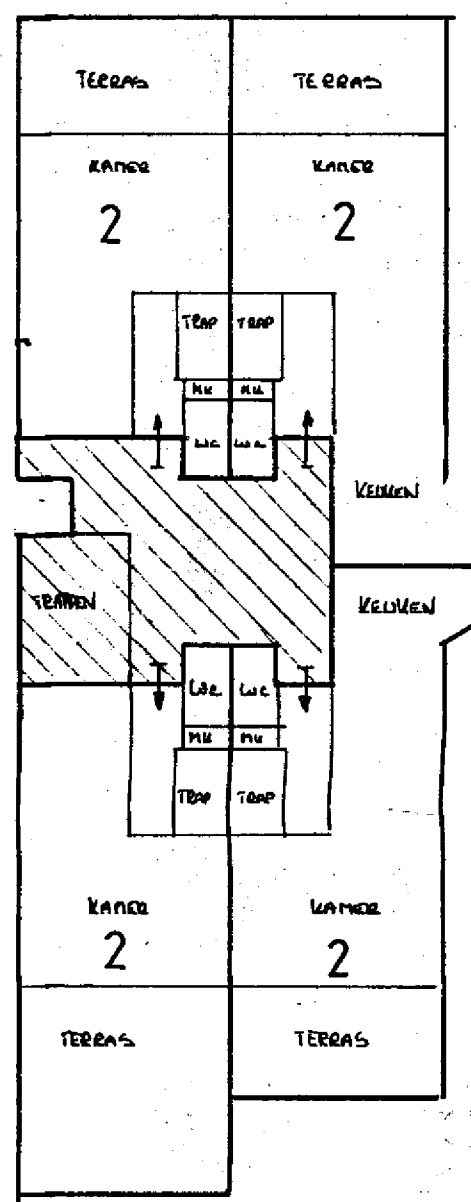 TERRAS TERRAS
KAMER KAMER
2 2
TRAP TRAP
MK MK
WC WC
KEUKEN
TRAPPEN KEUKEN
WC WC
MK MK
TRAP TRAP
KAMER KAMER
2 2
TERRAS TERRAS